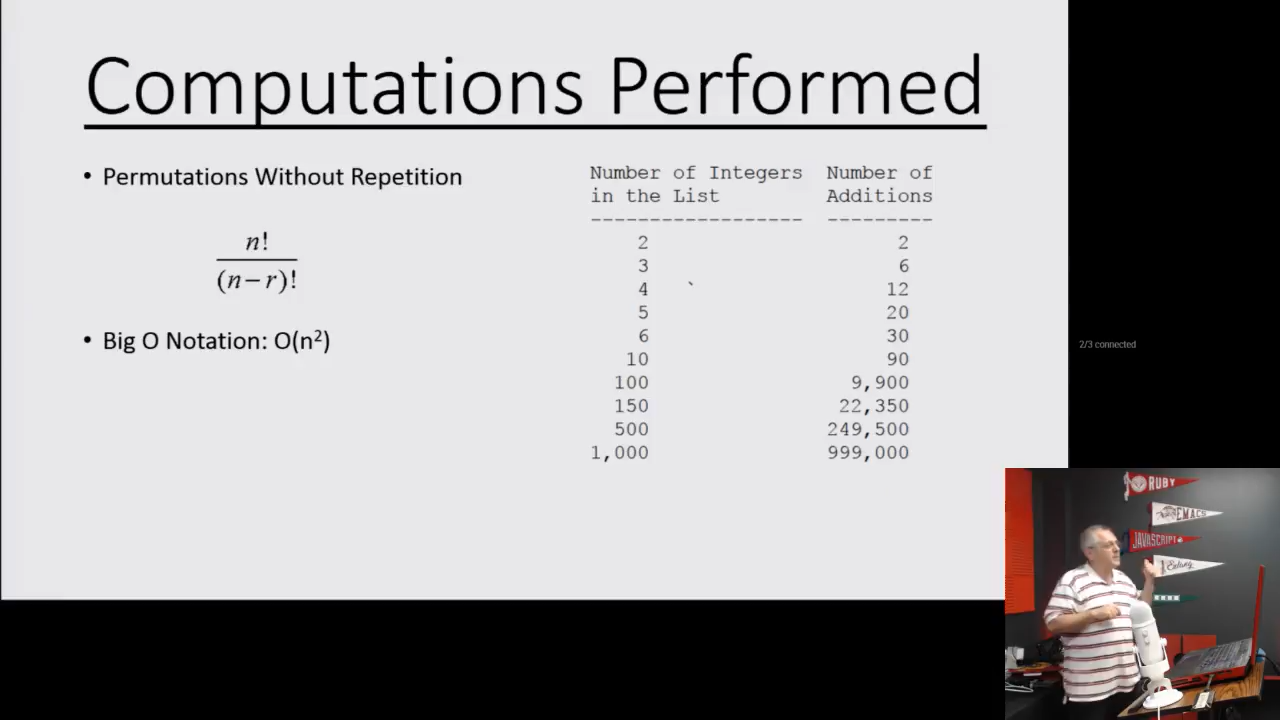 Computations Performed
• Permutations Without Repetition
n!
(n-r)!
• Big O Notation: O(n²)
Number of Integers Number of
in the List Additions
------------------ ---------
2 2
3 6
4 ` 12
5 20
6 30
10 90
100 9,900
150 22,350
500 249,500
1,000 999,000
2/3 connected
RUBY
EMACS
JAVASCRIPT
Erlang